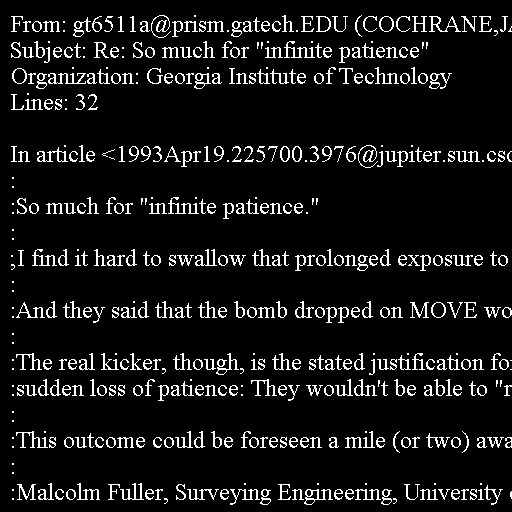 From: gt6511a@prism.gatech.EDU (COCHRANE,JA
Subject: Re: So much for "infinite patience"
Organization: Georgia Institute of Technology
Lines: 32
In article <1993Apr19.225700.3976@jupiter.sun.csd
:
:So much for "infinite patience."
:
;I find it hard to swallow that prolonged exposure to
:
:And they said that the bomb dropped on MOVE wo
:
:The real kicker, though, is the stated justification fo
:sudden loss of patience: They wouldn't be able to "r
:
:This outcome could be foreseen a mile (or two) awa
:
:Malcolm Fuller, Surveying Engineering, University